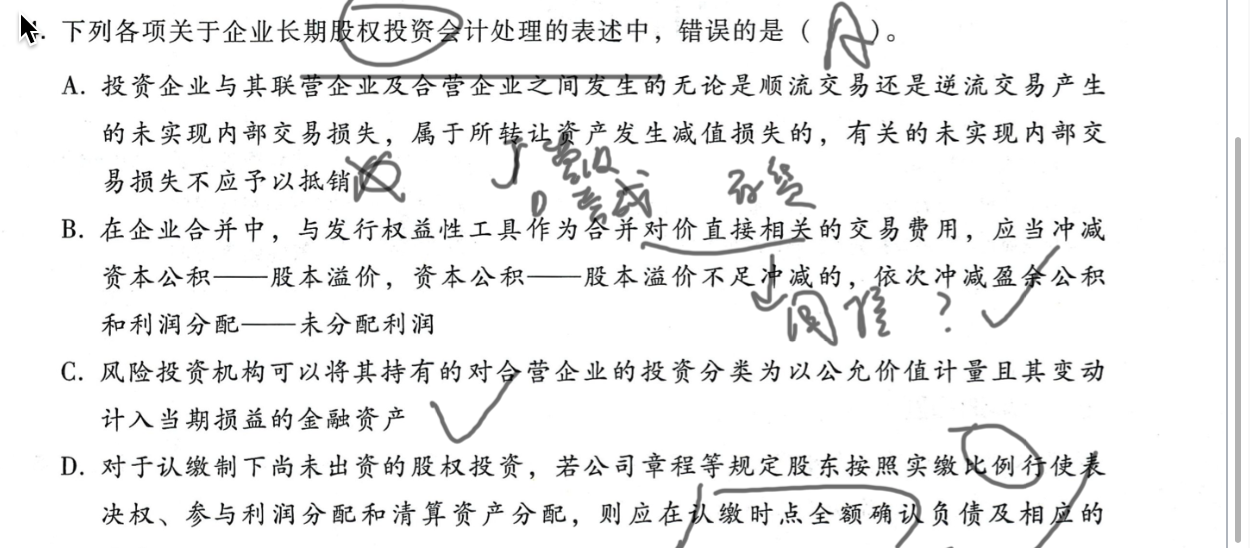 下列各项关于企业长期股权投资会计处理的表述中，错误的是（ A ）。
A. 投资企业与其联营企业及合营企业之间发生的无论是顺流交易还是逆流交易产生
的未实现内部交易损失，属于所转让资产发生减值损失的，有关的未实现内部交
易损失不应予以抵销
B. 在企业合并中，与发行权益性工具作为合并对价直接相关的交易费用，应当冲减
资本公积——股本溢价，资本公积——股本溢价不足冲减的，依次冲减盈余公积
？
和利润分配——未分配利润
C. 风险投资机构可以将其持有的对合营企业的投资分类为以公允价值计量且其变动
计入当期损益的金融资产
D. 对于认缴制下尚未出资的股权投资，若公司章程等规定股东按照实缴比例行使表
决权、参与利润分配和清算资产分配，则应在认缴时点全额确认负债及相应的